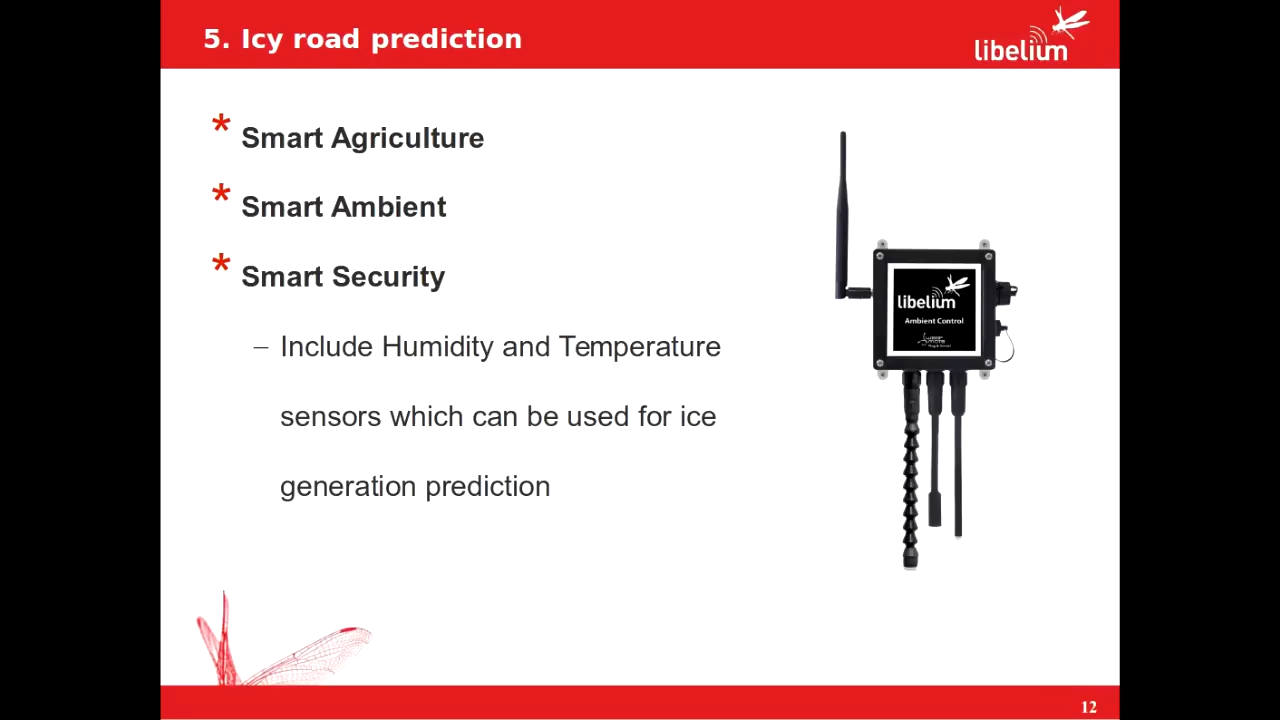 5. Icy road prediction
libelium
* Smart Agriculture
* Smart Ambient
* Smart Security
– Include Humidity and Temperature
sensors which can be used for ice
generation prediction
libelium
Ambient Control
12